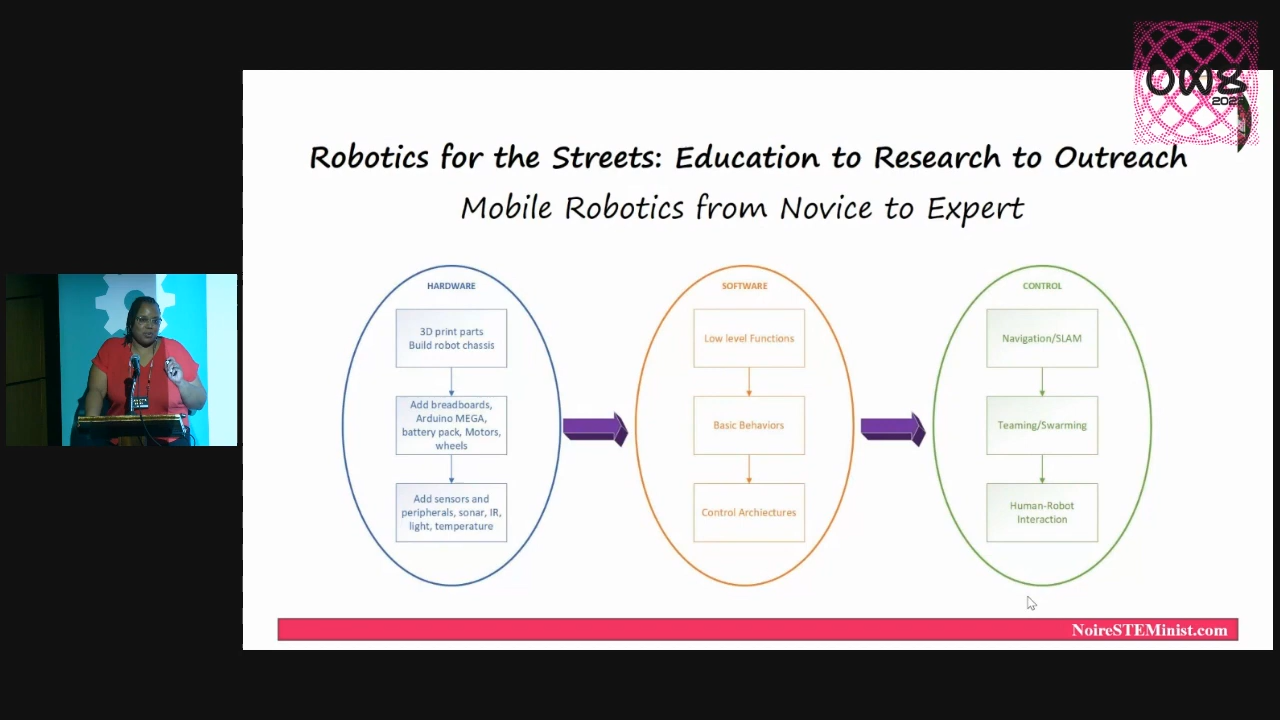 OW8
Robotics for the Streets: Education to Research to Outreach
Mobile Robotics from Novice to Expert
HARDWARE
3D print parts
Build robot chassis
Add breadboards,
Arduino MEGA,
battery pack, Motors,
wheels
Add sensors and
peripherals, sonar, IR,
light, temperature
SOFTWARE
Low level Functions
Basic Behaviors
Control Archiectures
CONTROL
Navigation/SLAM
Teaming/Swarming
Human-Robot
Interaction
NoireSTEMinist.com